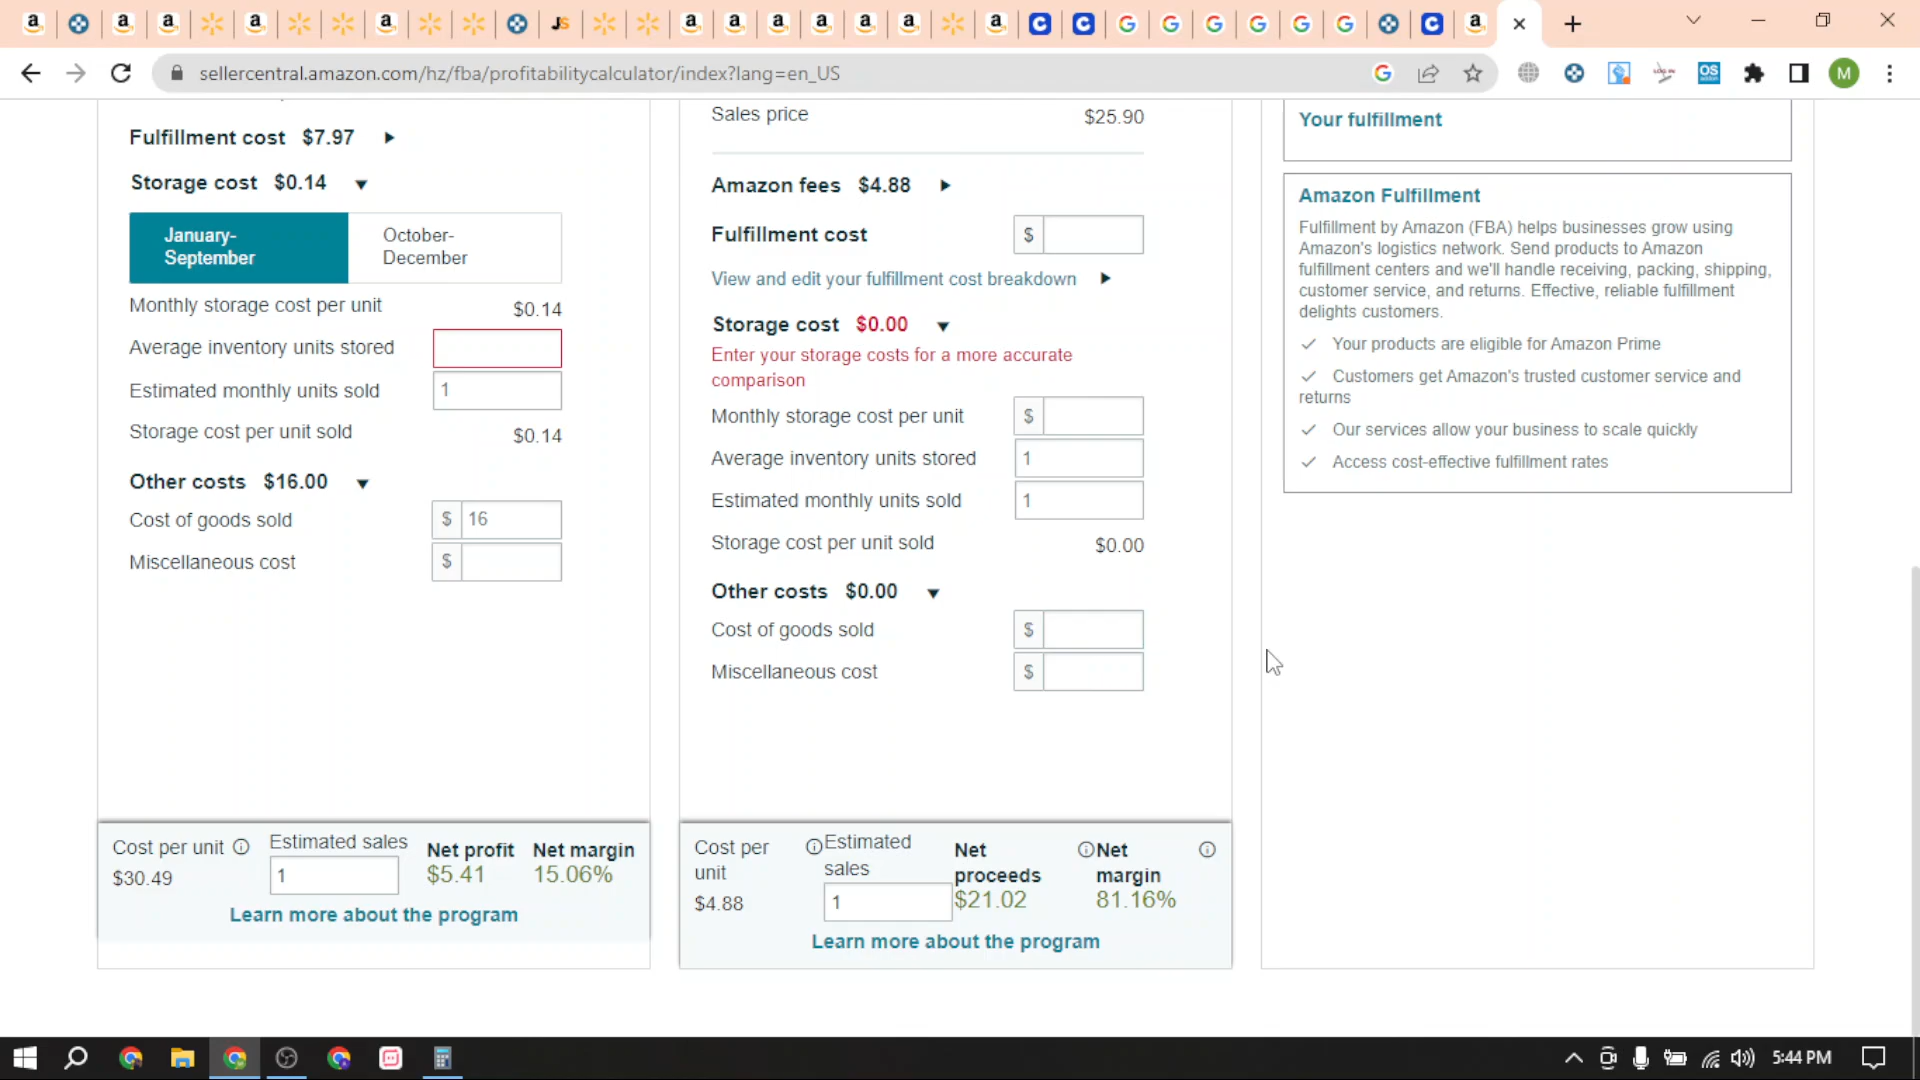 sellercentral.amazon.com/hz/fba/profitabilitycalculator/index?lang=en_US
M
Fulfillment cost $7.97
Storage cost $0.14
January-
September
October-
December
Monthly storage cost per unit $0.14
Average inventory units stored
Estimated monthly units sold 1
Storage cost per unit sold $0.14
Other costs $16.00
Cost of goods sold $ 16
Miscellaneous cost $
Cost per unit
$30.49
Estimated sales
1
Net profit
$5.41
Net margin
15.06%
Learn more about the program
Sales price $25.90
Amazon fees $4.88
Fulfillment cost $
View and edit your fulfillment cost breakdown
Storage cost $0.00
Enter your storage costs for a more accurate
comparison
Monthly storage cost per unit $
Average inventory units stored 1
Estimated monthly units sold 1
Storage cost per unit sold $0.00
Other costs $0.00
Cost of goods sold $
Miscellaneous cost $
Cost per
unit
$4.88
Estimated
sales
1
Net
proceeds
$21.02
Net
margin
81.16%
Learn more about the program
Your fulfillment
Amazon Fulfillment
Fulfillment by Amazon (FBA) helps businesses grow using
Amazon's logistics network. Send products to Amazon
fulfillment centers and we'll handle receiving, packing, shipping,
customer service, and returns. Effective, reliable fulfillment
delights customers.
Your products are eligible for Amazon Prime
Customers get Amazon's trusted customer service and
returns
Our services allow your business to scale quickly
Access cost-effective fulfillment rates
5:44 PM